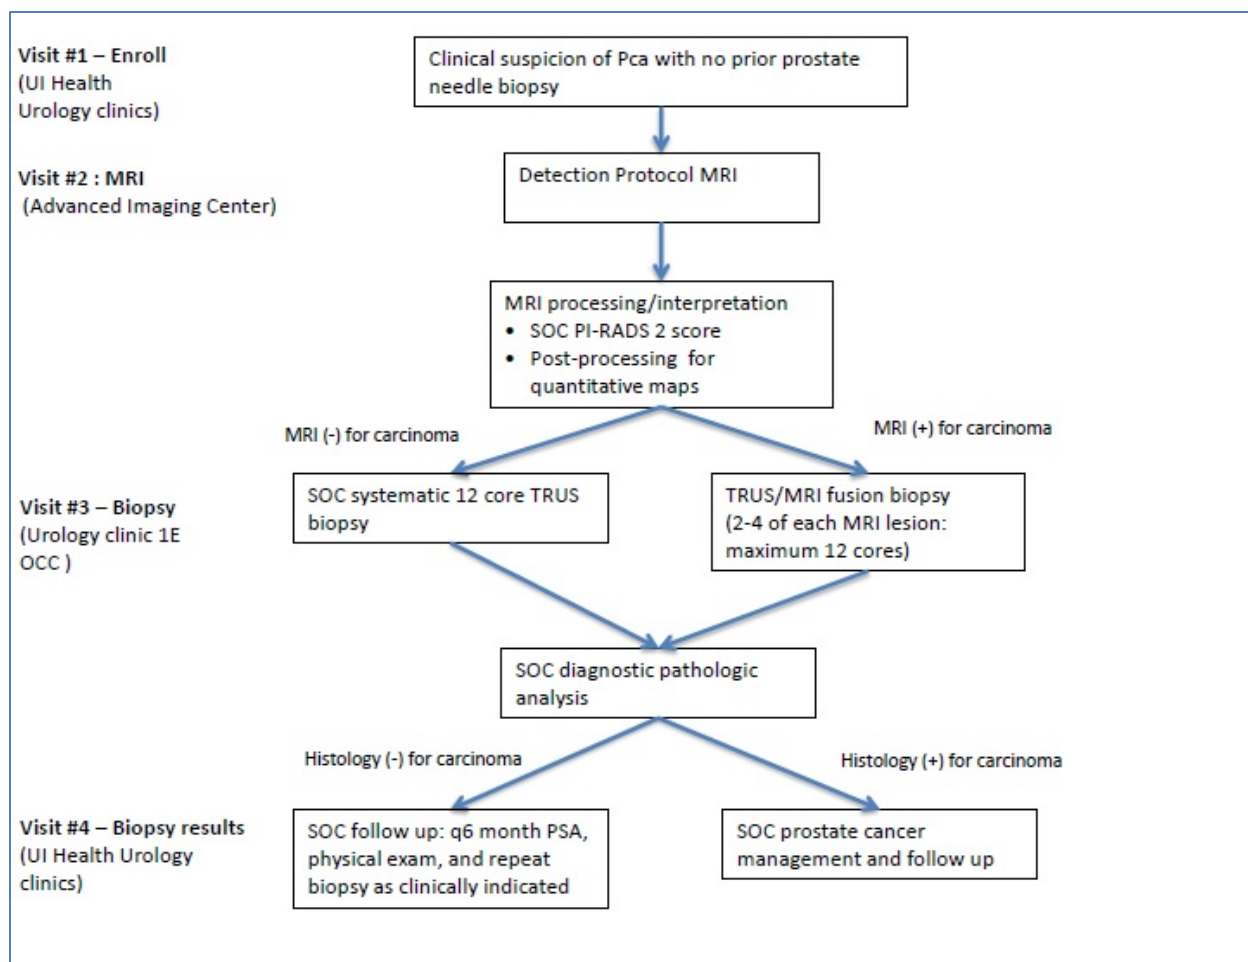 Visit #1 – Enroll
(UI Health
Urology clinics)
Clinical suspicion of Pca with no prior prostate
needle biopsy
Visit #2 : MRI
(Advanced Imaging Center)
Detection Protocol MRI
MRI processing/interpretation
• SOC PI-RADS 2 score
• Post-processing for
quantitative maps
MRI (-) for carcinoma
MRI (+) for carcinoma
Visit #3 – Biopsy
(Urology clinic 1E
OCC )
SOC systematic 12 core TRUS
biopsy
TRUS/MRI fusion biopsy
(2-4 of each MRI lesion:
maximum 12 cores)
SOC diagnostic pathologic
analysis
Histology (-) for carcinoma
Histology (+) for carcinoma
Visit #4 – Biopsy results
(UI Health Urology
clinics)
SOC follow up: q6 month PSA,
physical exam, and repeat
biopsy as clinically indicated
SOC prostate cancer
management and follow up